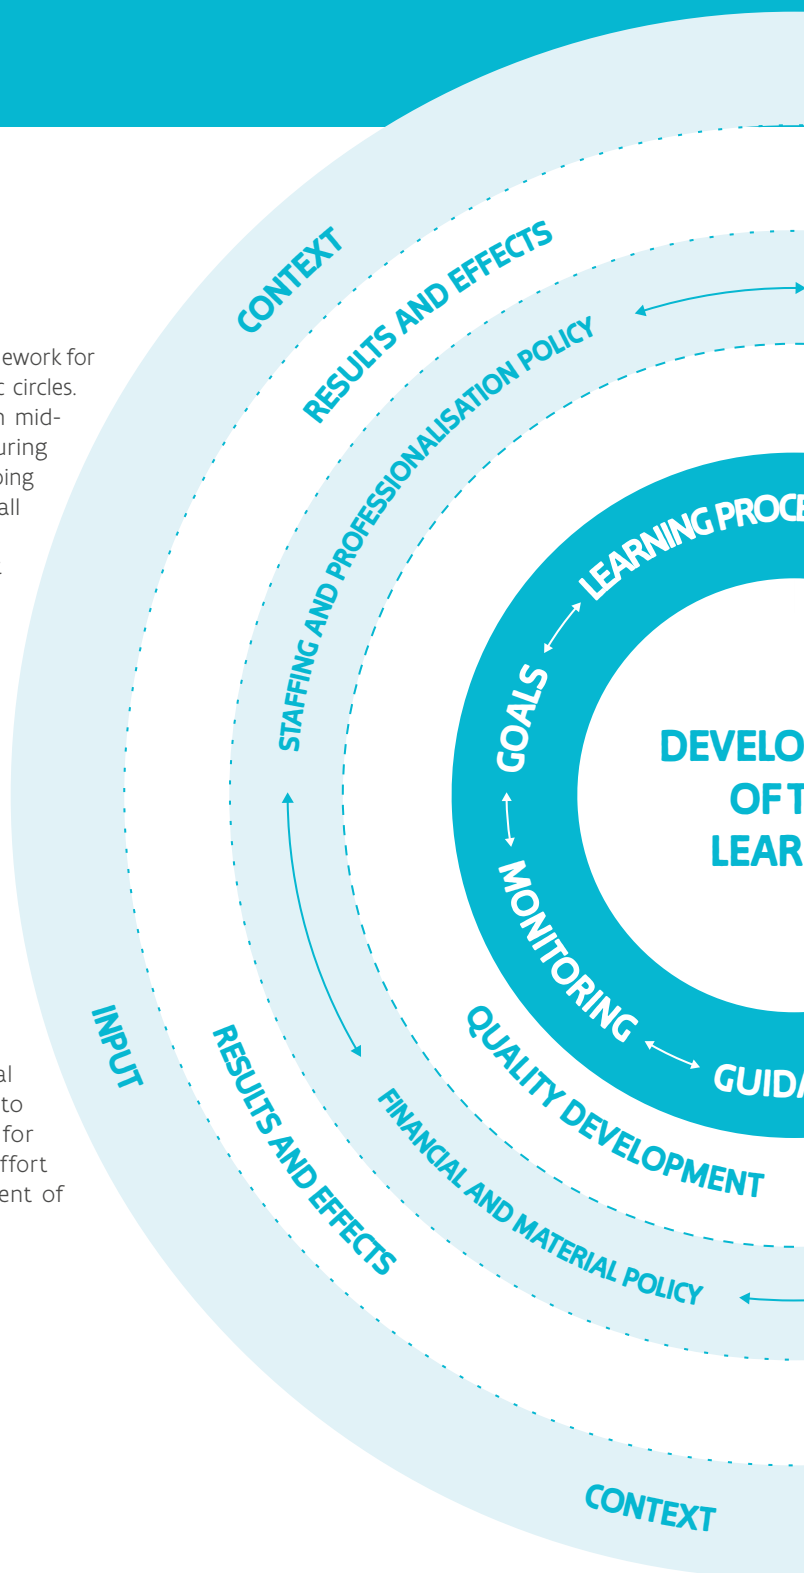 ework for
circles.
mid-
uring
ing
all
al
to
for
ffort
ent of
CONTEXT
RESULTS AND EFFECTS
STAFFING AND PROFESSIONALISATION POLICY
LEARNING PROCE
GOALS
MONITORING
GUIDA
DEVELO
OF T
LEAR
QUALITY DEVELOPMENT
FINANCIAL AND MATERIAL POLICY
RESULTS AND EFFECTS
INPUT
CONTEXT